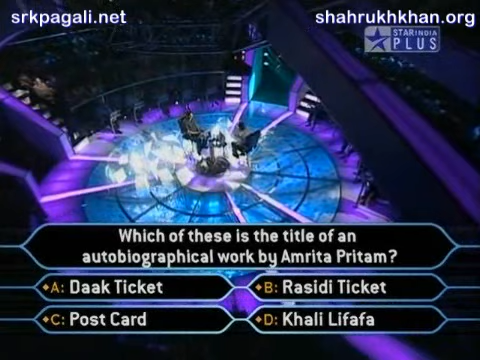 srkpagali.net
shahrukhkhan.org
STAR INDIA
PLUS
Which of these is the title of an
autobiographical work by Amrita Pritam?
A: Daak Ticket
B: Rasidi Ticket
C: Post Card
D: Khali Lifafa